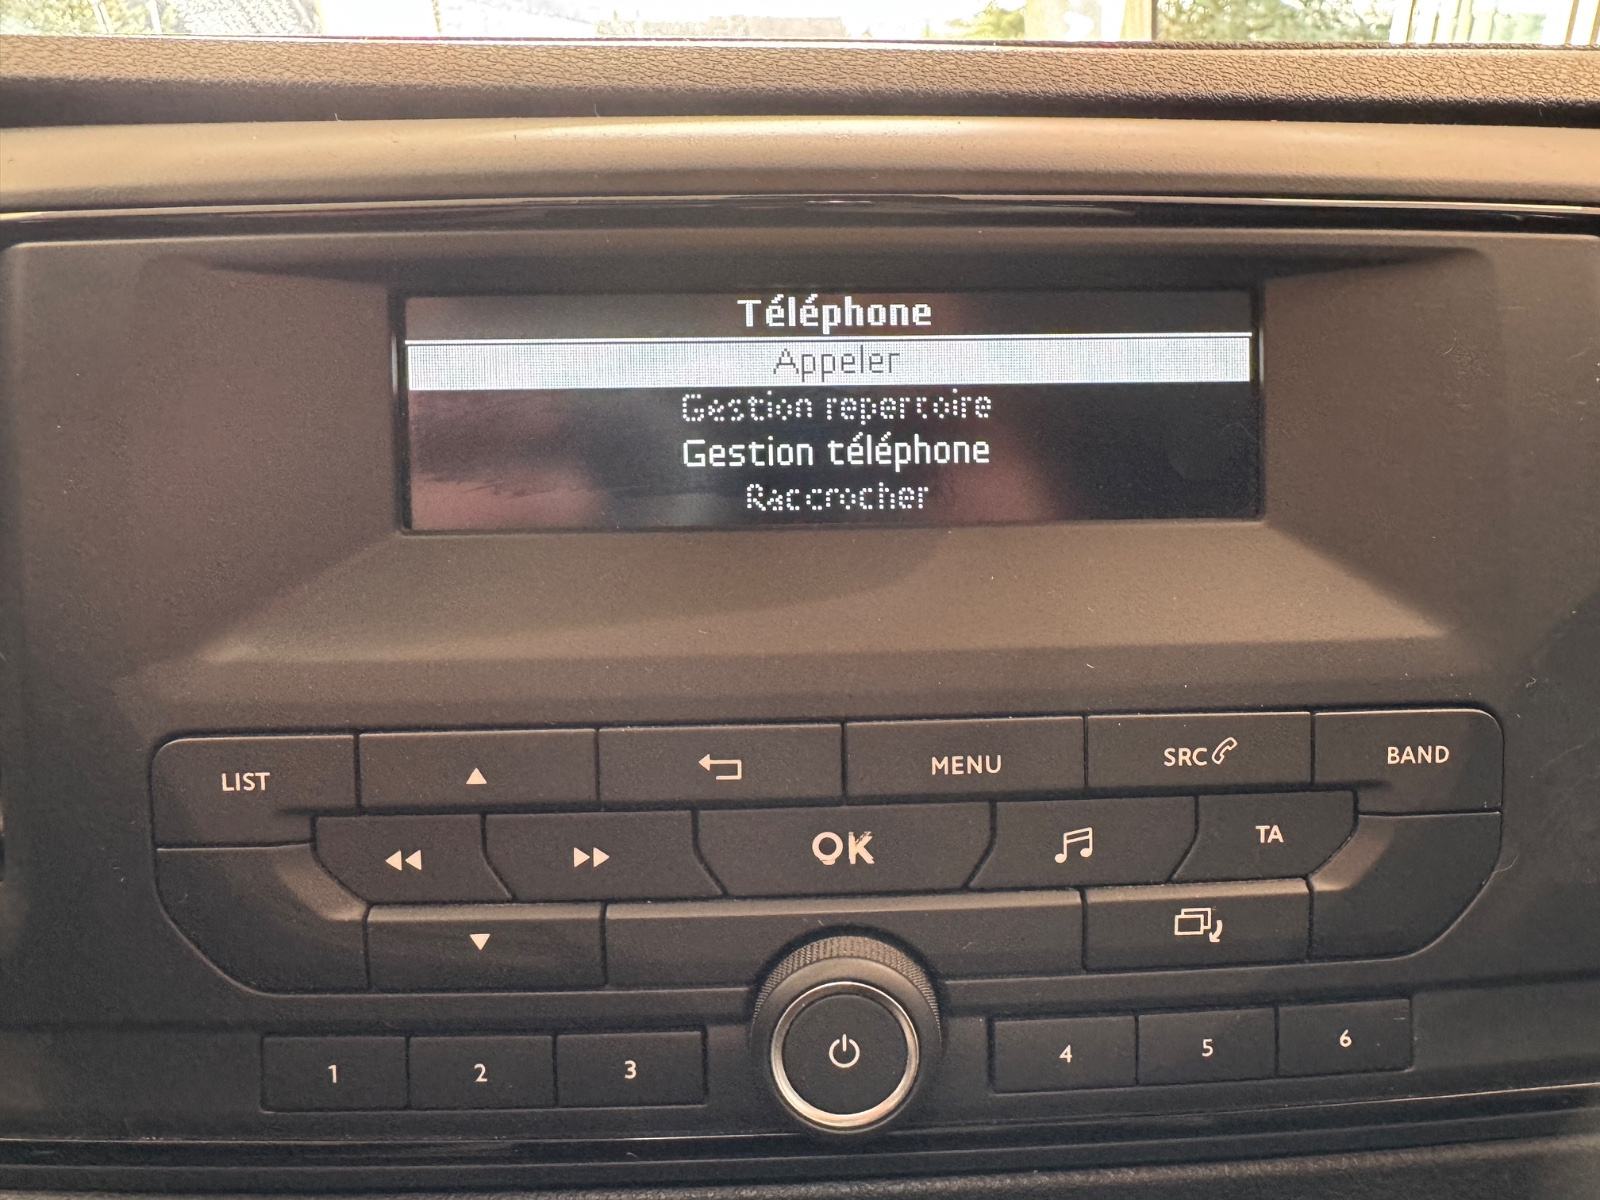 Téléphone
Appeler
Gestion repertoire
Gestion téléphone
Raccrocher
LIST
MENU
SRC
BAND
OK
TA
1
2
3
4
5
6